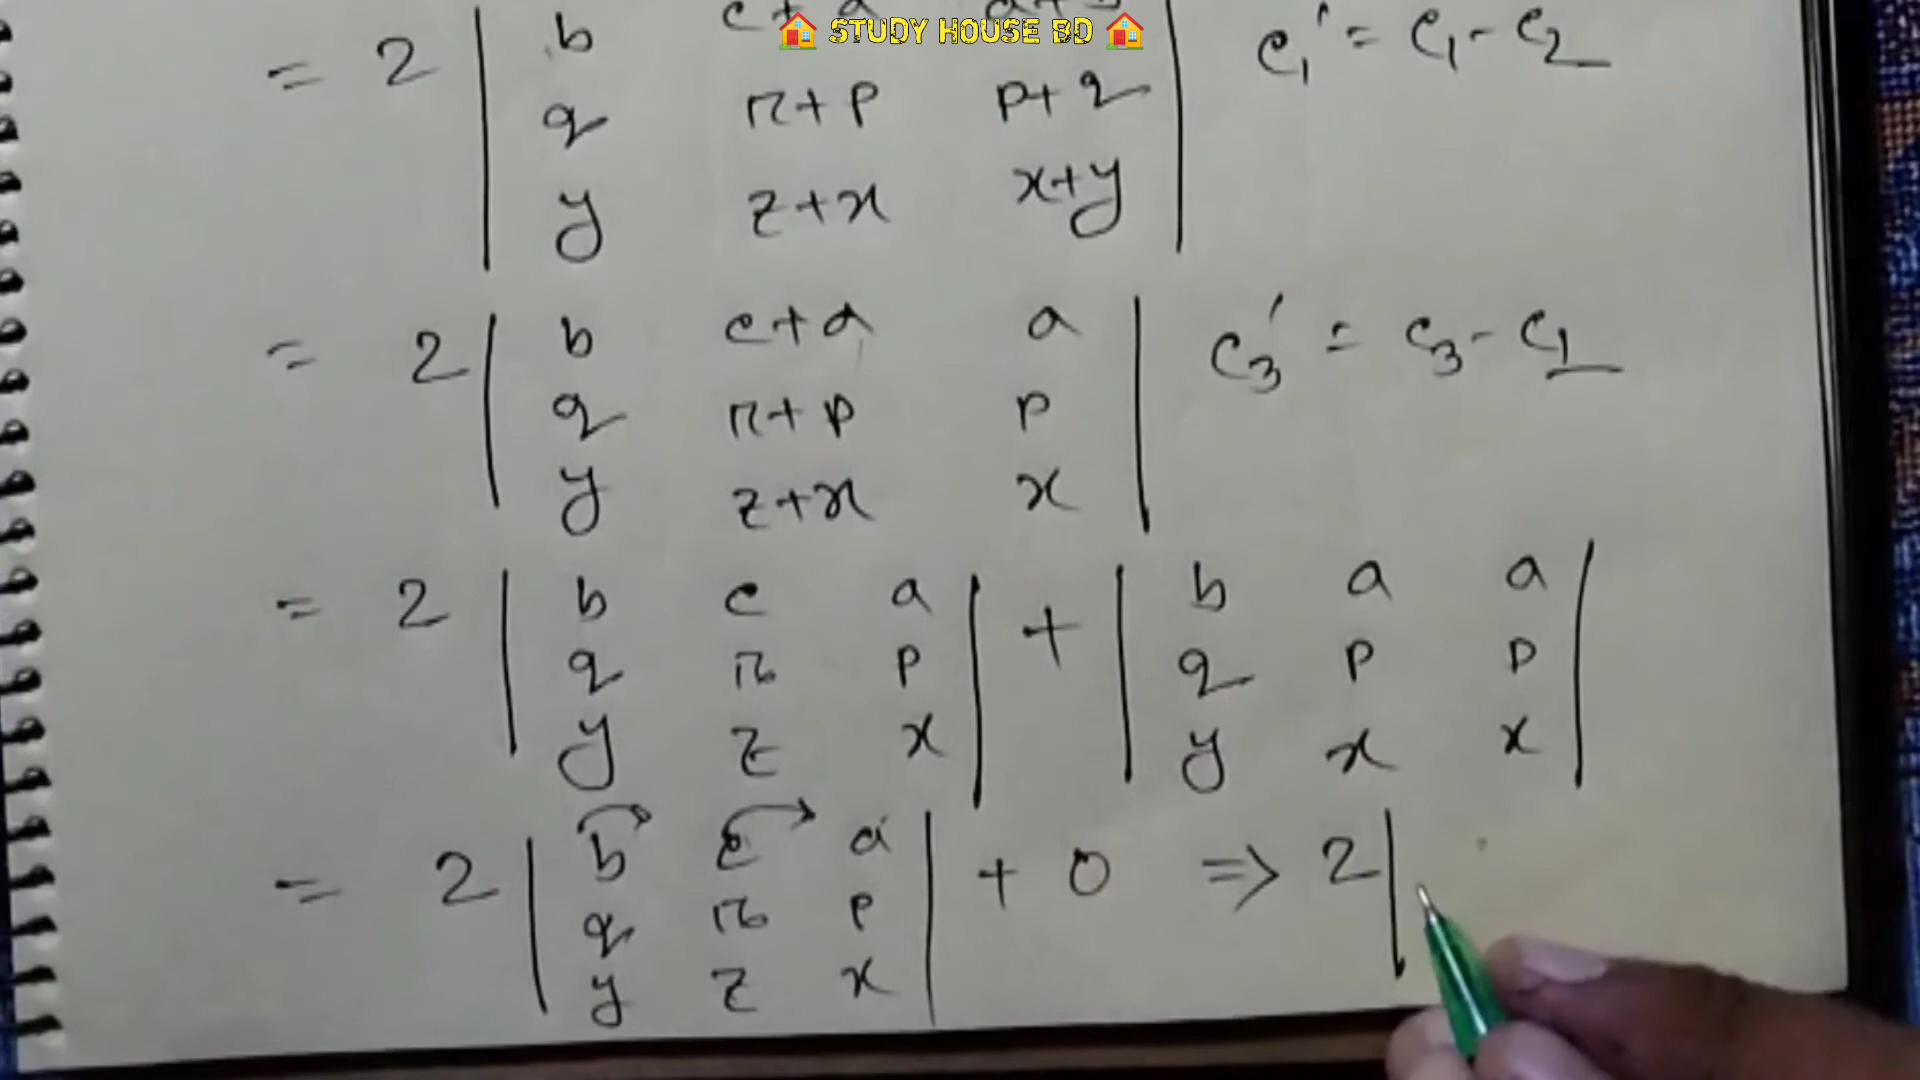 🏠 STUDY HOUSE BD 🏠
= 2 | b c+a | c₁' = c₁ - c₂
q r+p p+q
y z+x x+y
= 2 | b c+a a | c₃' = c₃ - c₁
q r+p p
y z+x x
= 2 | b c a | + | b a a |
q r p q p p
y z x y x x
= 2 | b c a | + 0 ⇒ 2 |
q r p
y z x